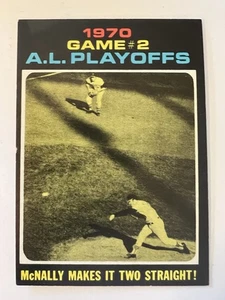 1970
GAME #2
A.L. PLAYOFFS
McNALLY MAKES IT TWO STRAIGHT!